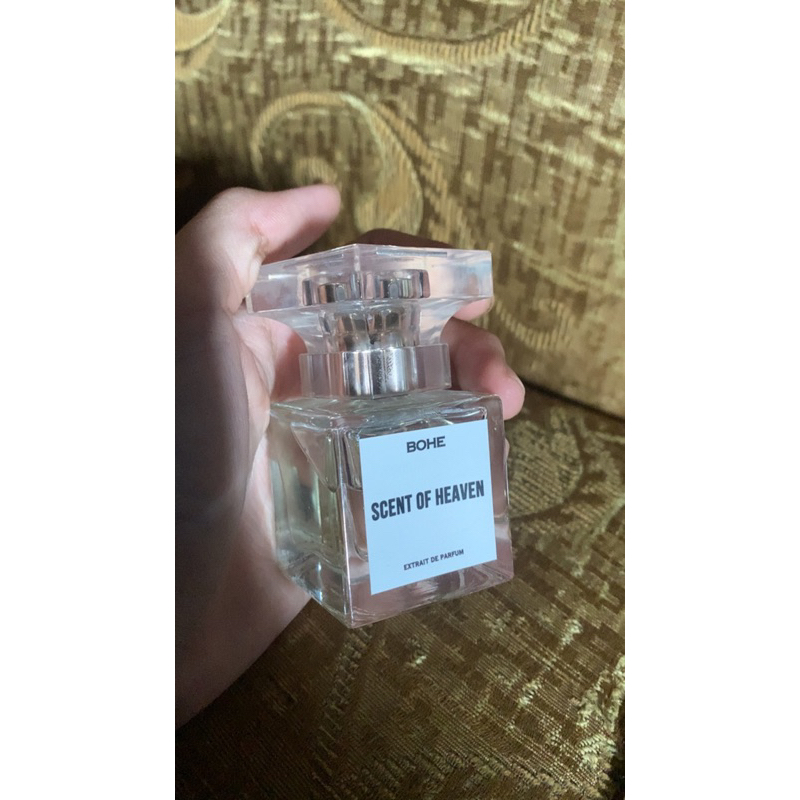 BOHE
SCENT OF HEAVEN
EXTRAIT DE PARFUM